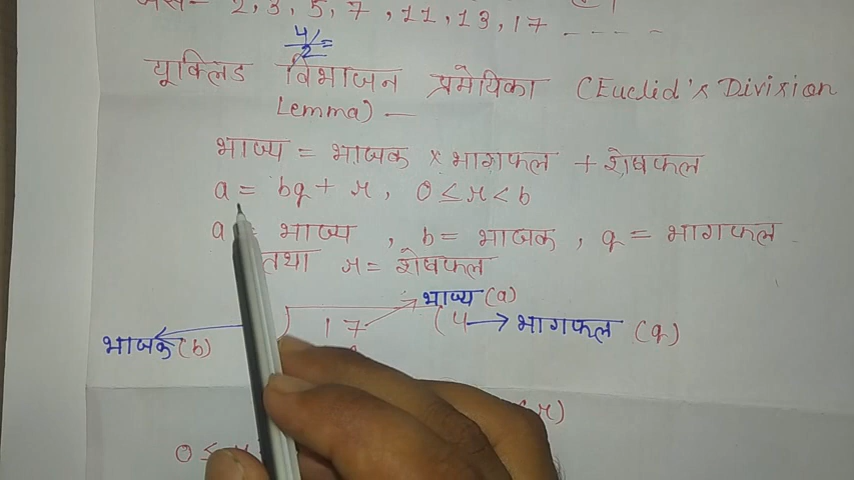 2, 3, 5, 7, 11, 13, 17 - - - - -
4/2 =
यूक्लिड विभाजन प्रमेयिका (Euclid's Division
Lemma) —
भाज्य = भाजक × भागफल + शेषफल
a = bq + r, 0 ≤ r < b
a = भाज्य , b = भाजक , q = भागफल
तथा r = शेषफल
भाज्य (a)
) 17 ( 4 → भागफल (q)
भाजक (b)
r)
0 ≤